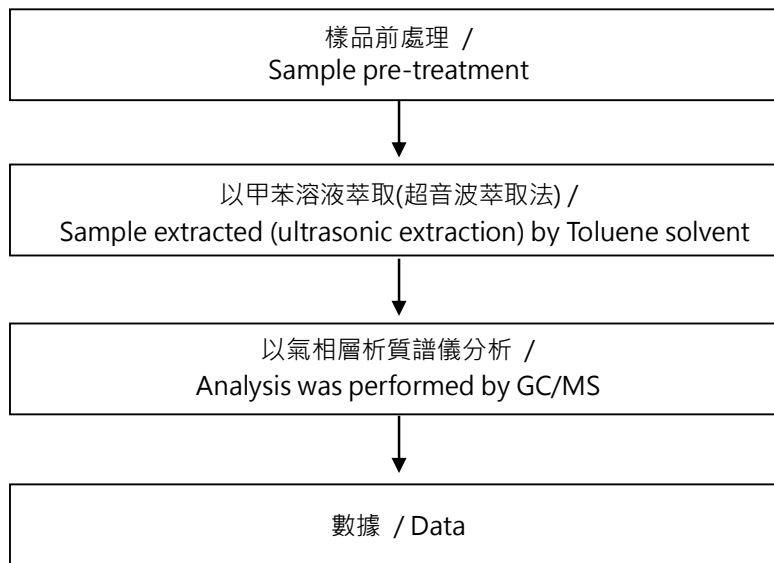 樣品前處理 /
Sample pre-treatment
以甲苯溶液萃取(超音波萃取法) /
Sample extracted (ultrasonic extraction) by Toluene solvent
以氣相層析質譜儀分析 /
Analysis was performed by GC/MS
數據 / Data